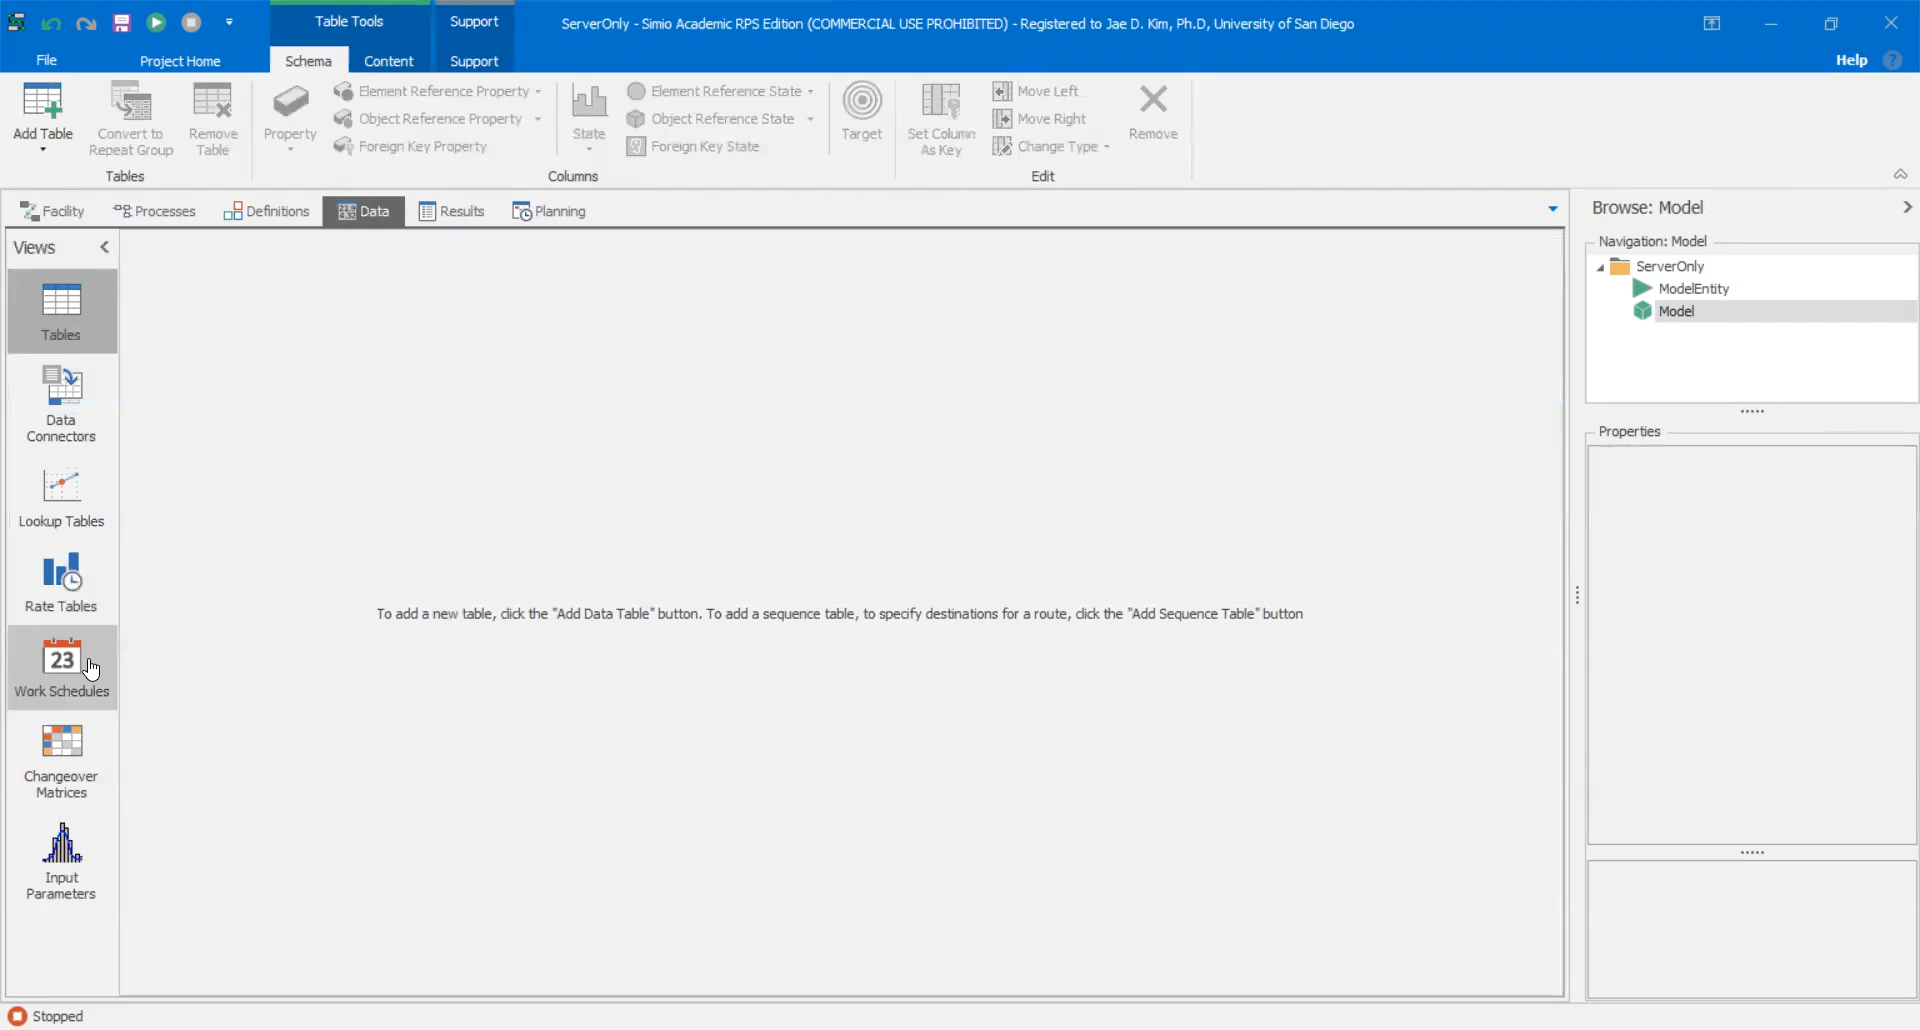 Table Tools
Support
ServerOnly - Simio Academic RPS Edition (COMMERCIAL USE PROHIBITED) - Registered to Jae D. Kim, Ph.D, University of San Diego
File
Project Home
Schema
Content
Support
Help
?
Add Table
Convert to
Repeat Group
Remove
Table
Tables
Property
Element Reference Property
Object Reference Property
Foreign Key Property
State
Element Reference State
Object Reference State
Foreign Key State
Columns
Target
Set Column
As Key
Move Left
Move Right
Change Type
Remove
Edit
Facility
Processes
Definitions
Data
Results
Planning
Views
Tables
Data
Connectors
Lookup Tables
Rate Tables
23
Work Schedules
Changeover
Matrices
Input
Parameters
To add a new table, click the "Add Data Table" button. To add a sequence table, to specify destinations for a route, click the "Add Sequence Table" button
Browse: Model
Navigation: Model
ServerOnly
ModelEntity
Model
Properties
Stopped